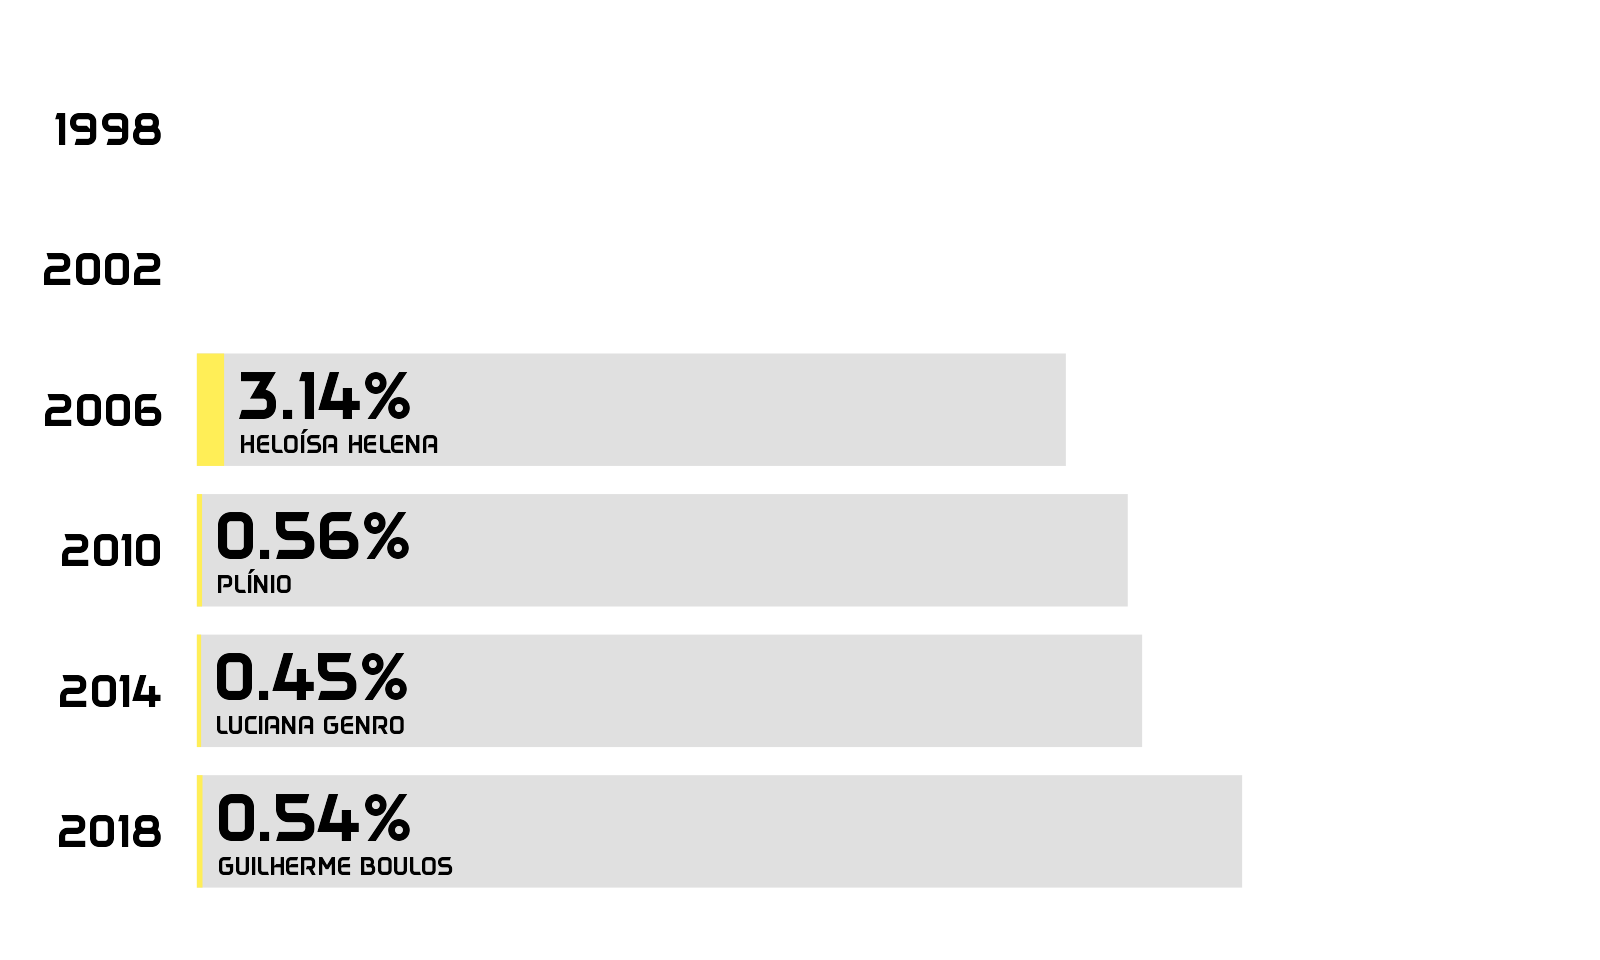 1998
2002
2006
3.14%
HELOÍSA HELENA
2010
0.56%
PLÍNIO
2014
0.45%
LUCIANA GENRO
2018
0.54%
GUILHERME BOULOS